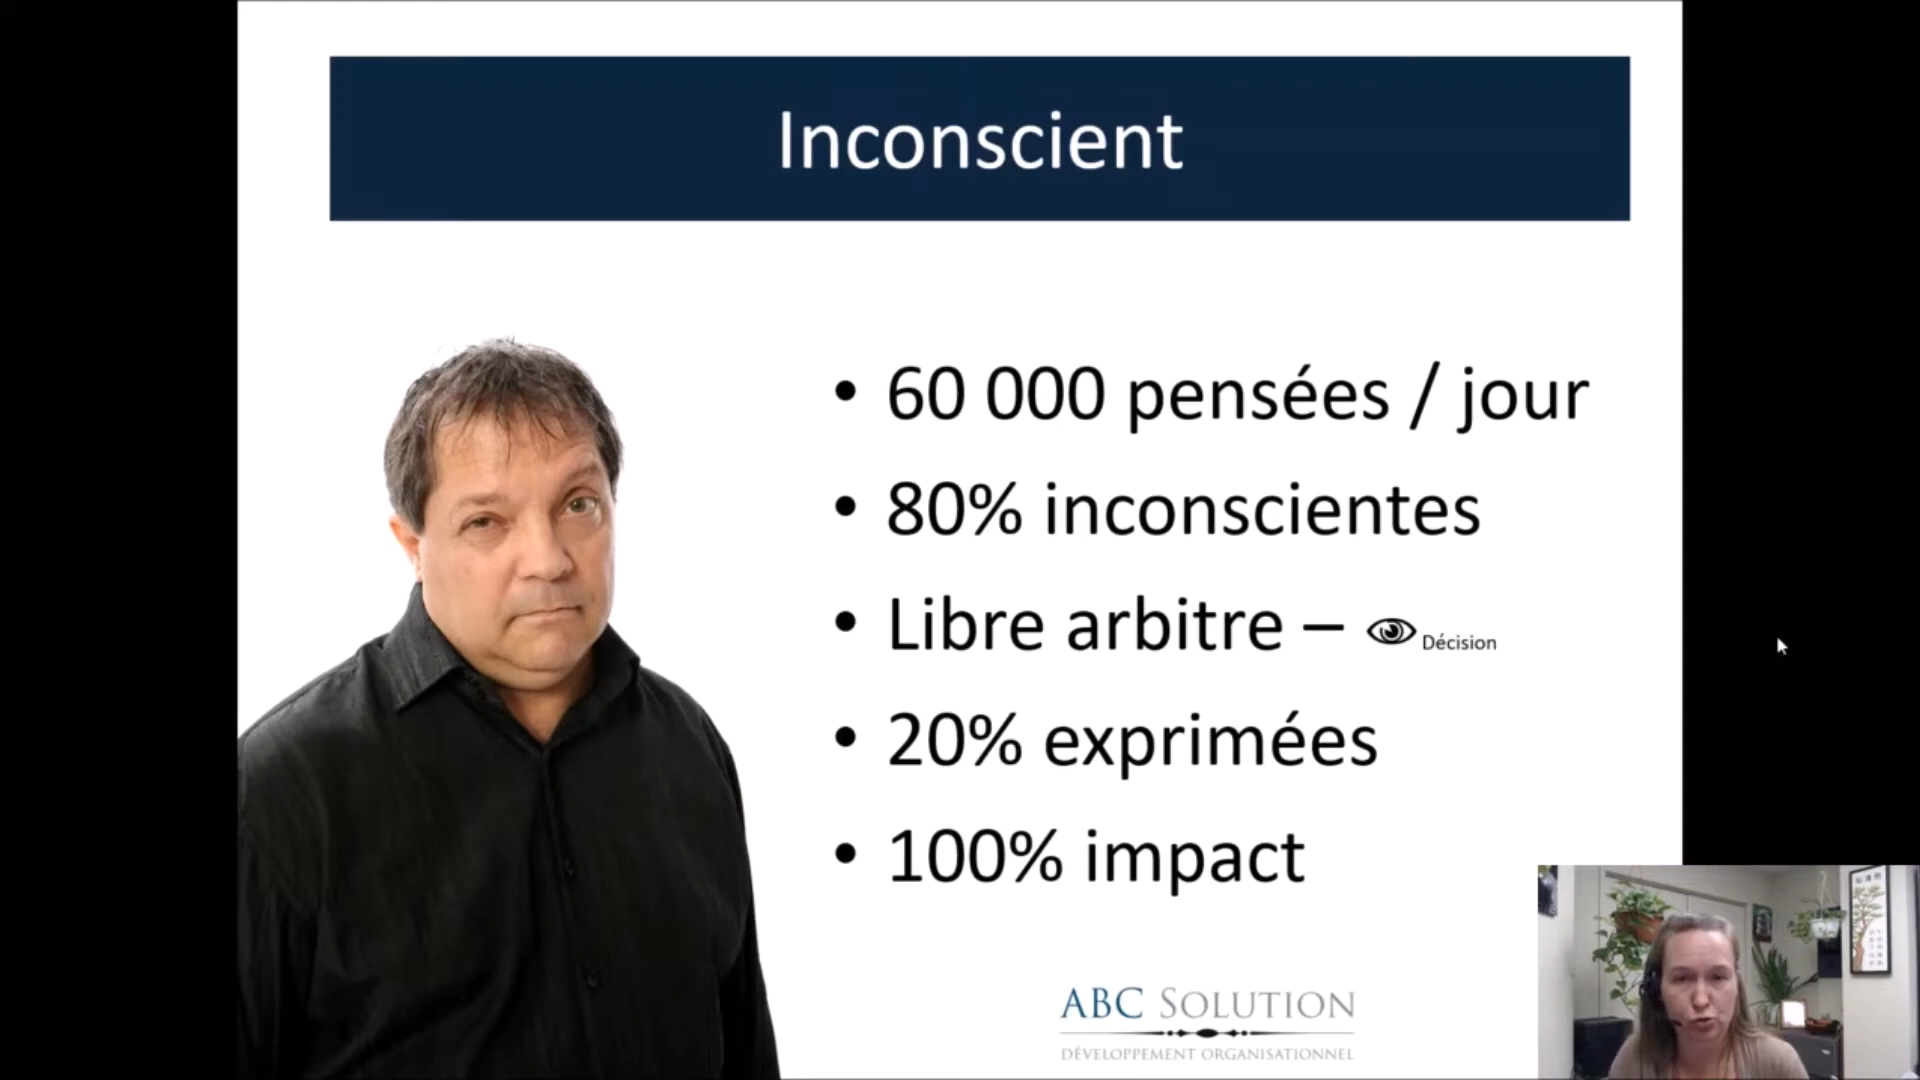 Inconscient
• 60 000 pensées / jour
• 80% inconscientes
• Libre arbitre – Décision
• 20% exprimées
• 100% impact
ABC SOLUTION
DÉVELOPPEMENT ORGANISATIONNEL